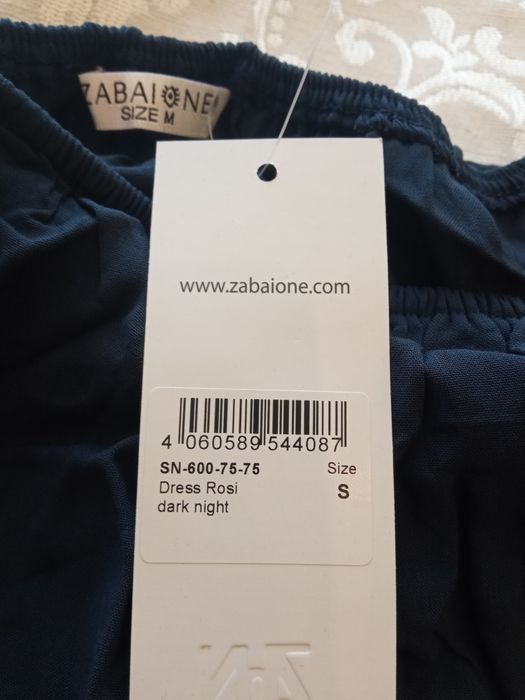 ZABAIONE
SIZE M
www.zabaione.com
4 060589 544087
SN-600-75-75 Size
Dress Rosi S
dark night